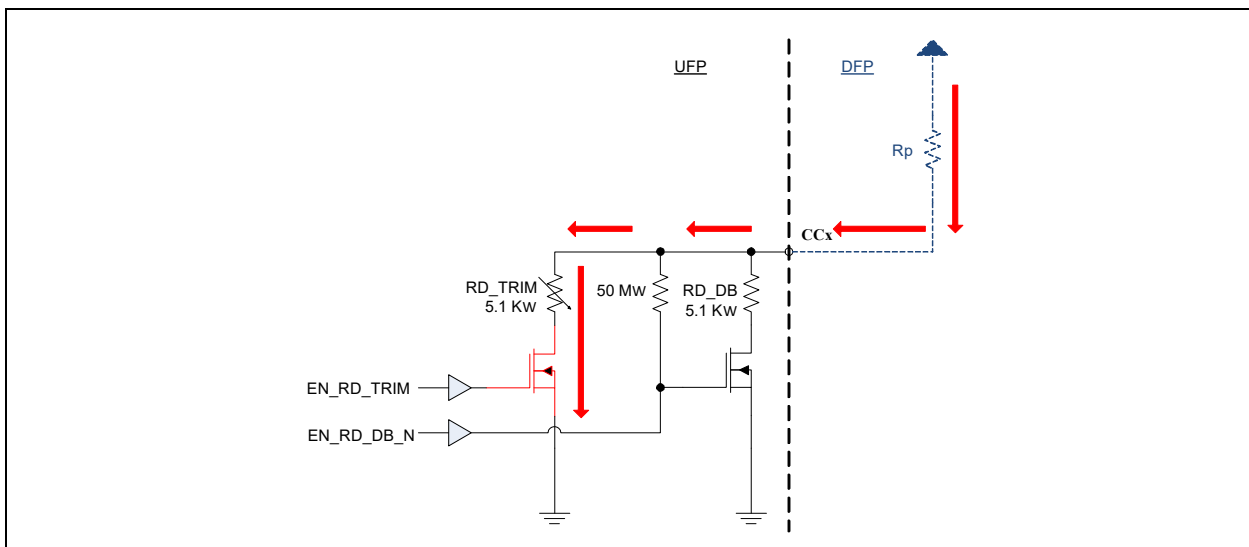 UFP
DFP
Rp
CCx
RD_TRIM
5.1 Kw
50 Mw
RD_DB
5.1 Kw
EN_RD_TRIM
EN_RD_DB_N